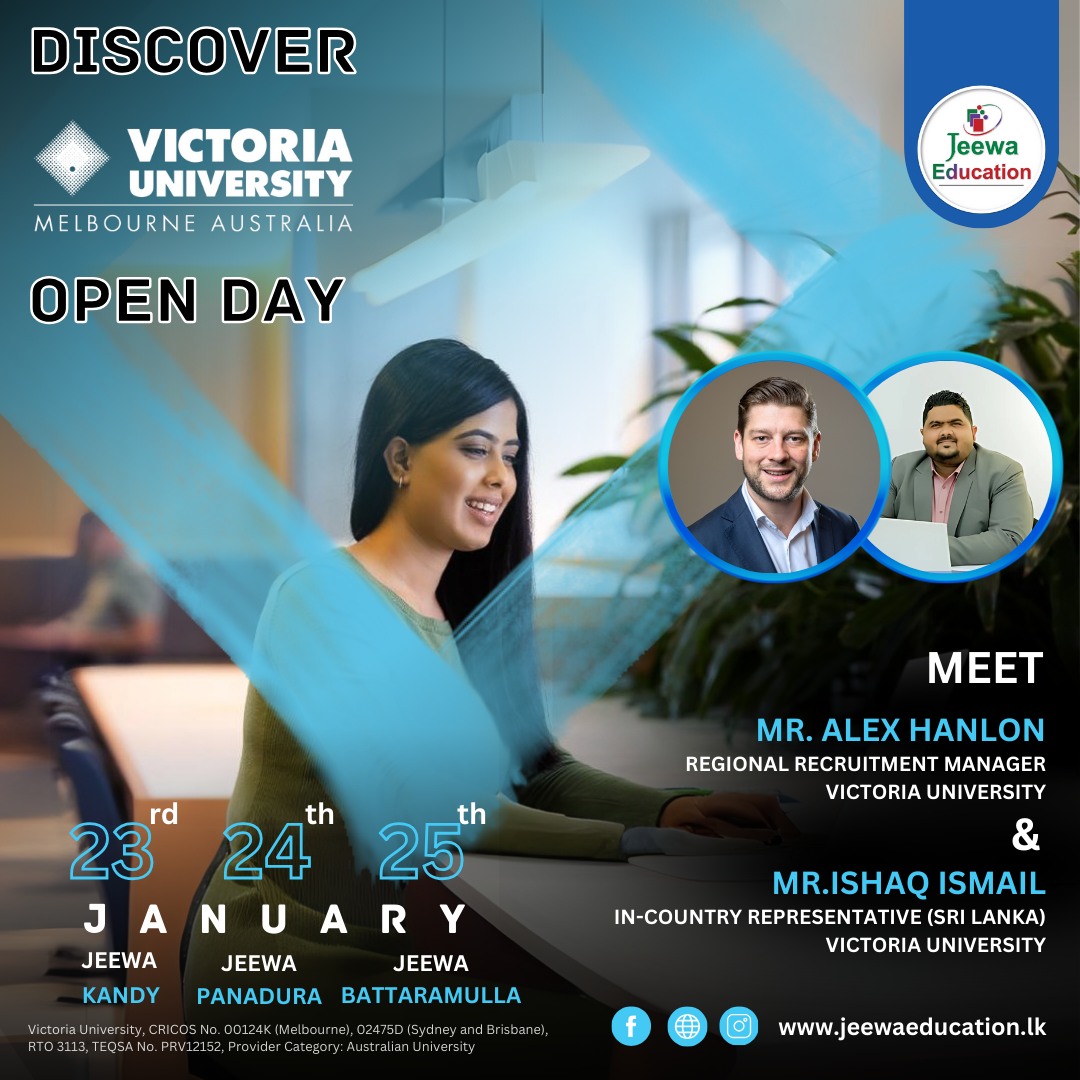 DISCOVER
VICTORIA
UNIVERSITY
MELBOURNE AUSTRALIA
OPEN DAY
Jeewa
Education
MEET
MR. ALEX HANLON
REGIONAL RECRUITMENT MANAGER
VICTORIA UNIVERSITY
&
MR.ISHAQ ISMAIL
IN-COUNTRY REPRESENTATIVE (SRI LANKA)
VICTORIA UNIVERSITY
23rd 24th 25th
JANUARY
JEEWA JEEWA JEEWA
KANDY PANADURA BATTARAMULLA
Victoria University, CRICOS No. 00124K (Melbourne), 02475D (Sydney and Brisbane),
RTO 3113, TEQSA No. PRV12152, Provider Category: Australian University
www.jeewaeducation.lk